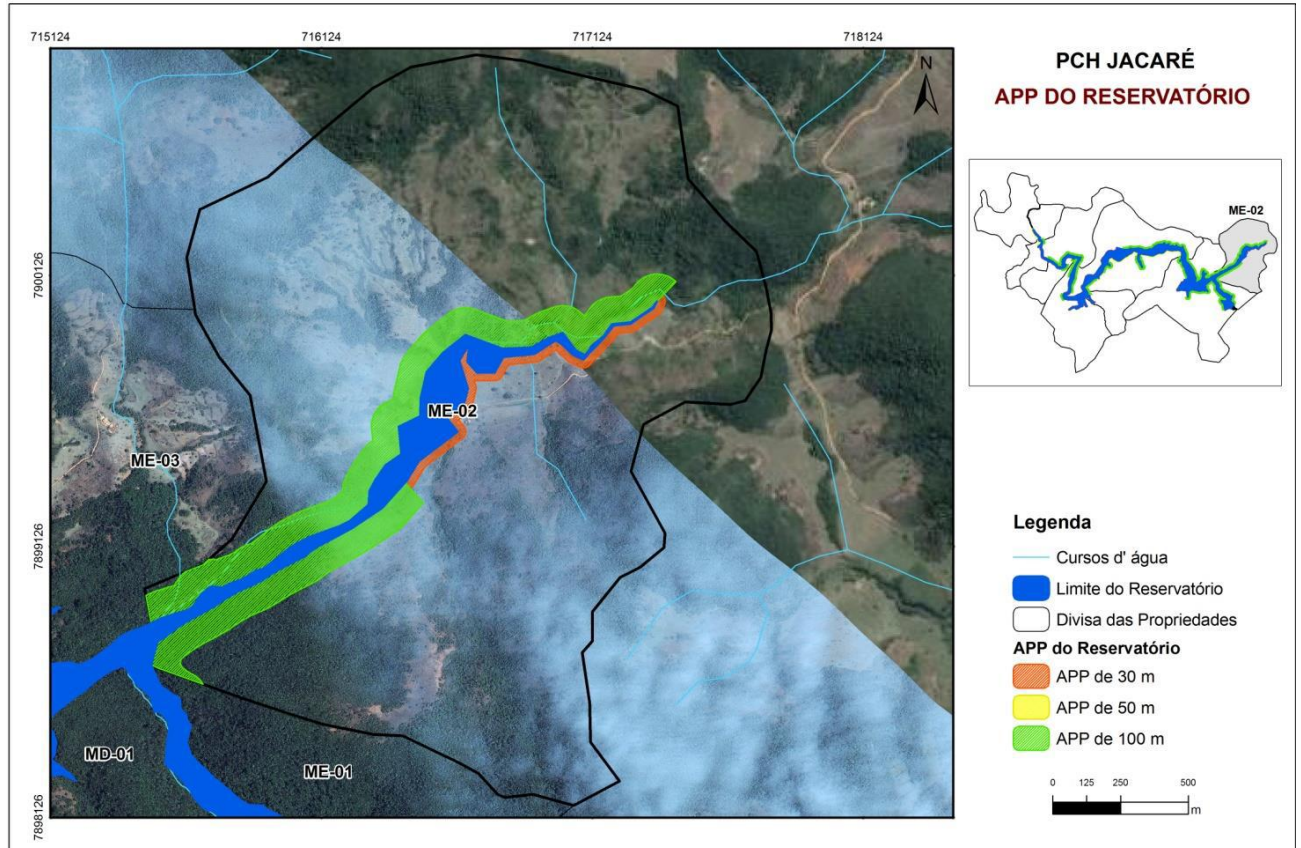 715124
716124
717124
718124
7900126
7899126
7898126
N
ME-02
ME-03
MD-01
ME-01
PCH JACARÉ
APP DO RESERVATÓRIO
ME-02
Legenda
Cursos d' água
Limite do Reservatório
Divisa das Propriedades
APP do Reservatório
APP de 30 m
APP de 50 m
APP de 100 m
0 125 250 500
m